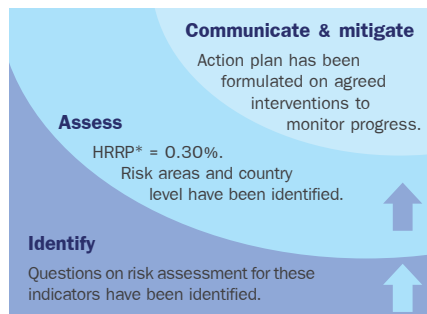 Communicate & mitigate
Action plan has been
formulated on agreed
interventions to
monitor progress.
Assess
HRRP* = 0.30%.
Risk areas and country
level have been identified.
Identify
Questions on risk assessment for these
indicators have been identified.